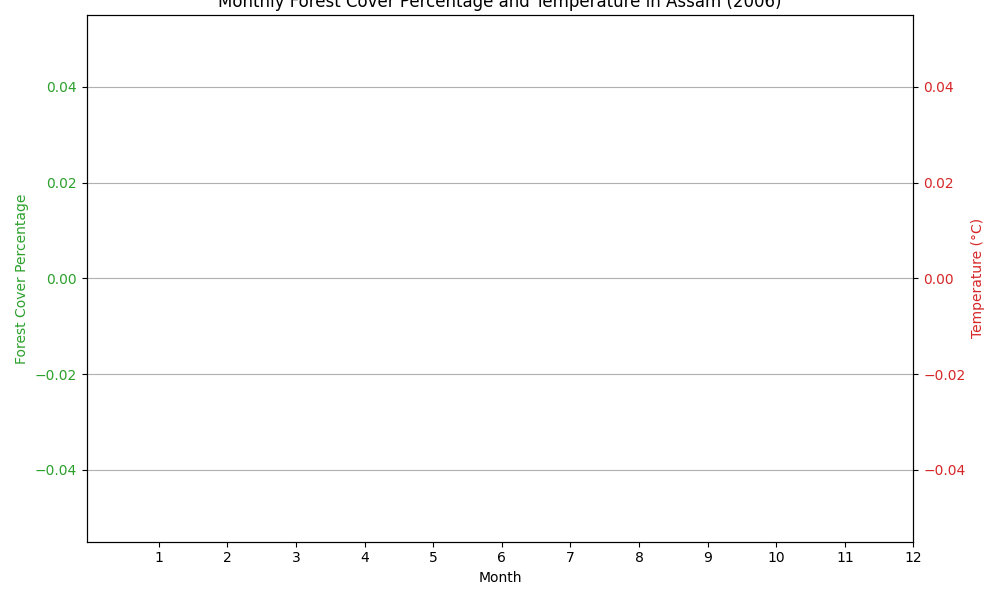 Monthly Forest Cover Percentage and Temperature in Assam (2006)
0.04
0.02
0.00
−0.02
−0.04
Forest Cover Percentage
0.04
0.02
0.00
−0.02
−0.04
Temperature (°C)
1 2 3 4 5 6 7 8 9 10 11 12
Month